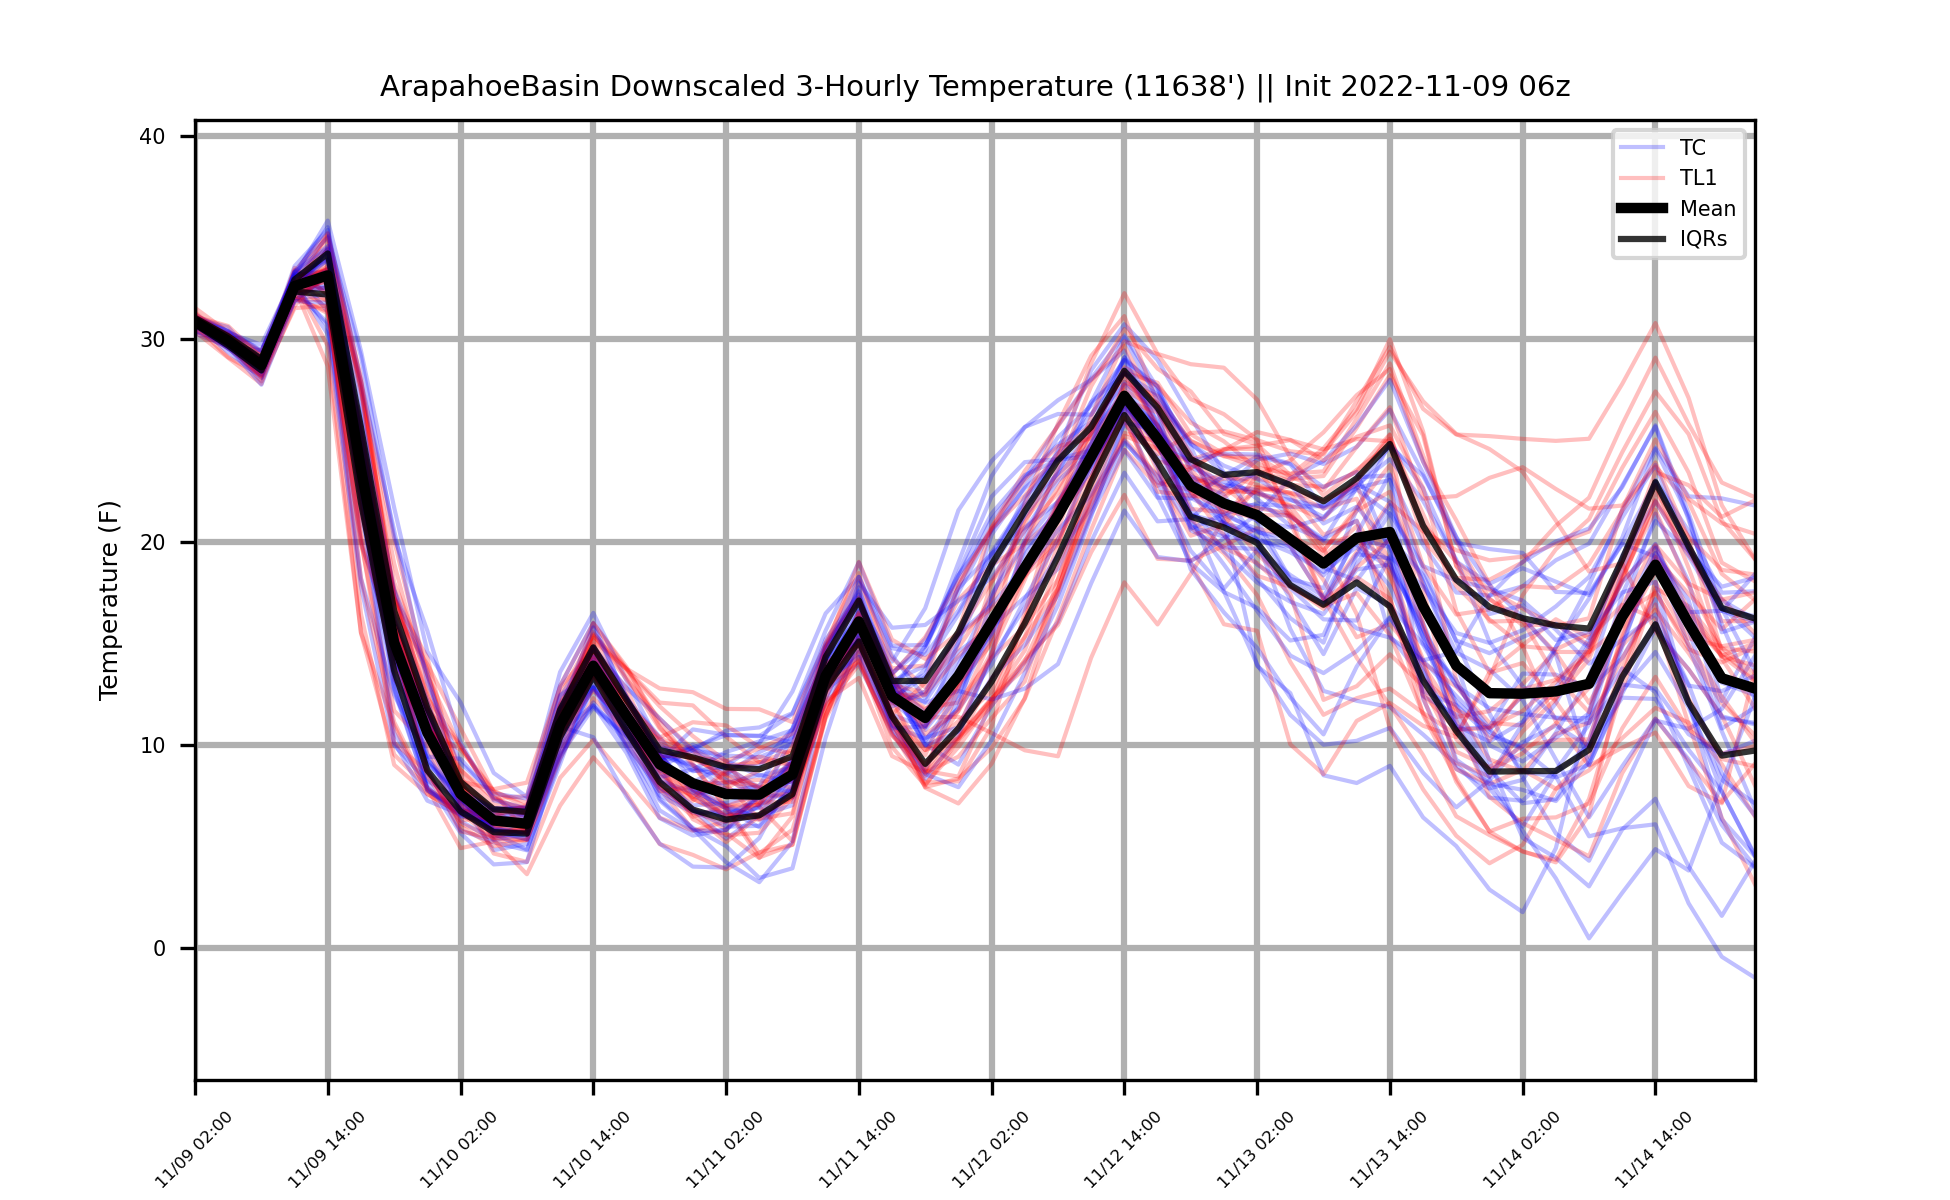 ArapahoeBasin Downscaled 3-Hourly Temperature (11638') || Init 2022-11-09 06z
TC
TL1
Mean
IQRs
Temperature (F)
40
30
20
10
0
11/09 02:00
11/09 14:00
11/10 02:00
11/10 14:00
11/11 02:00
11/11 14:00
11/12 02:00
11/12 14:00
11/13 02:00
11/13 14:00
11/14 02:00
11/14 14:00